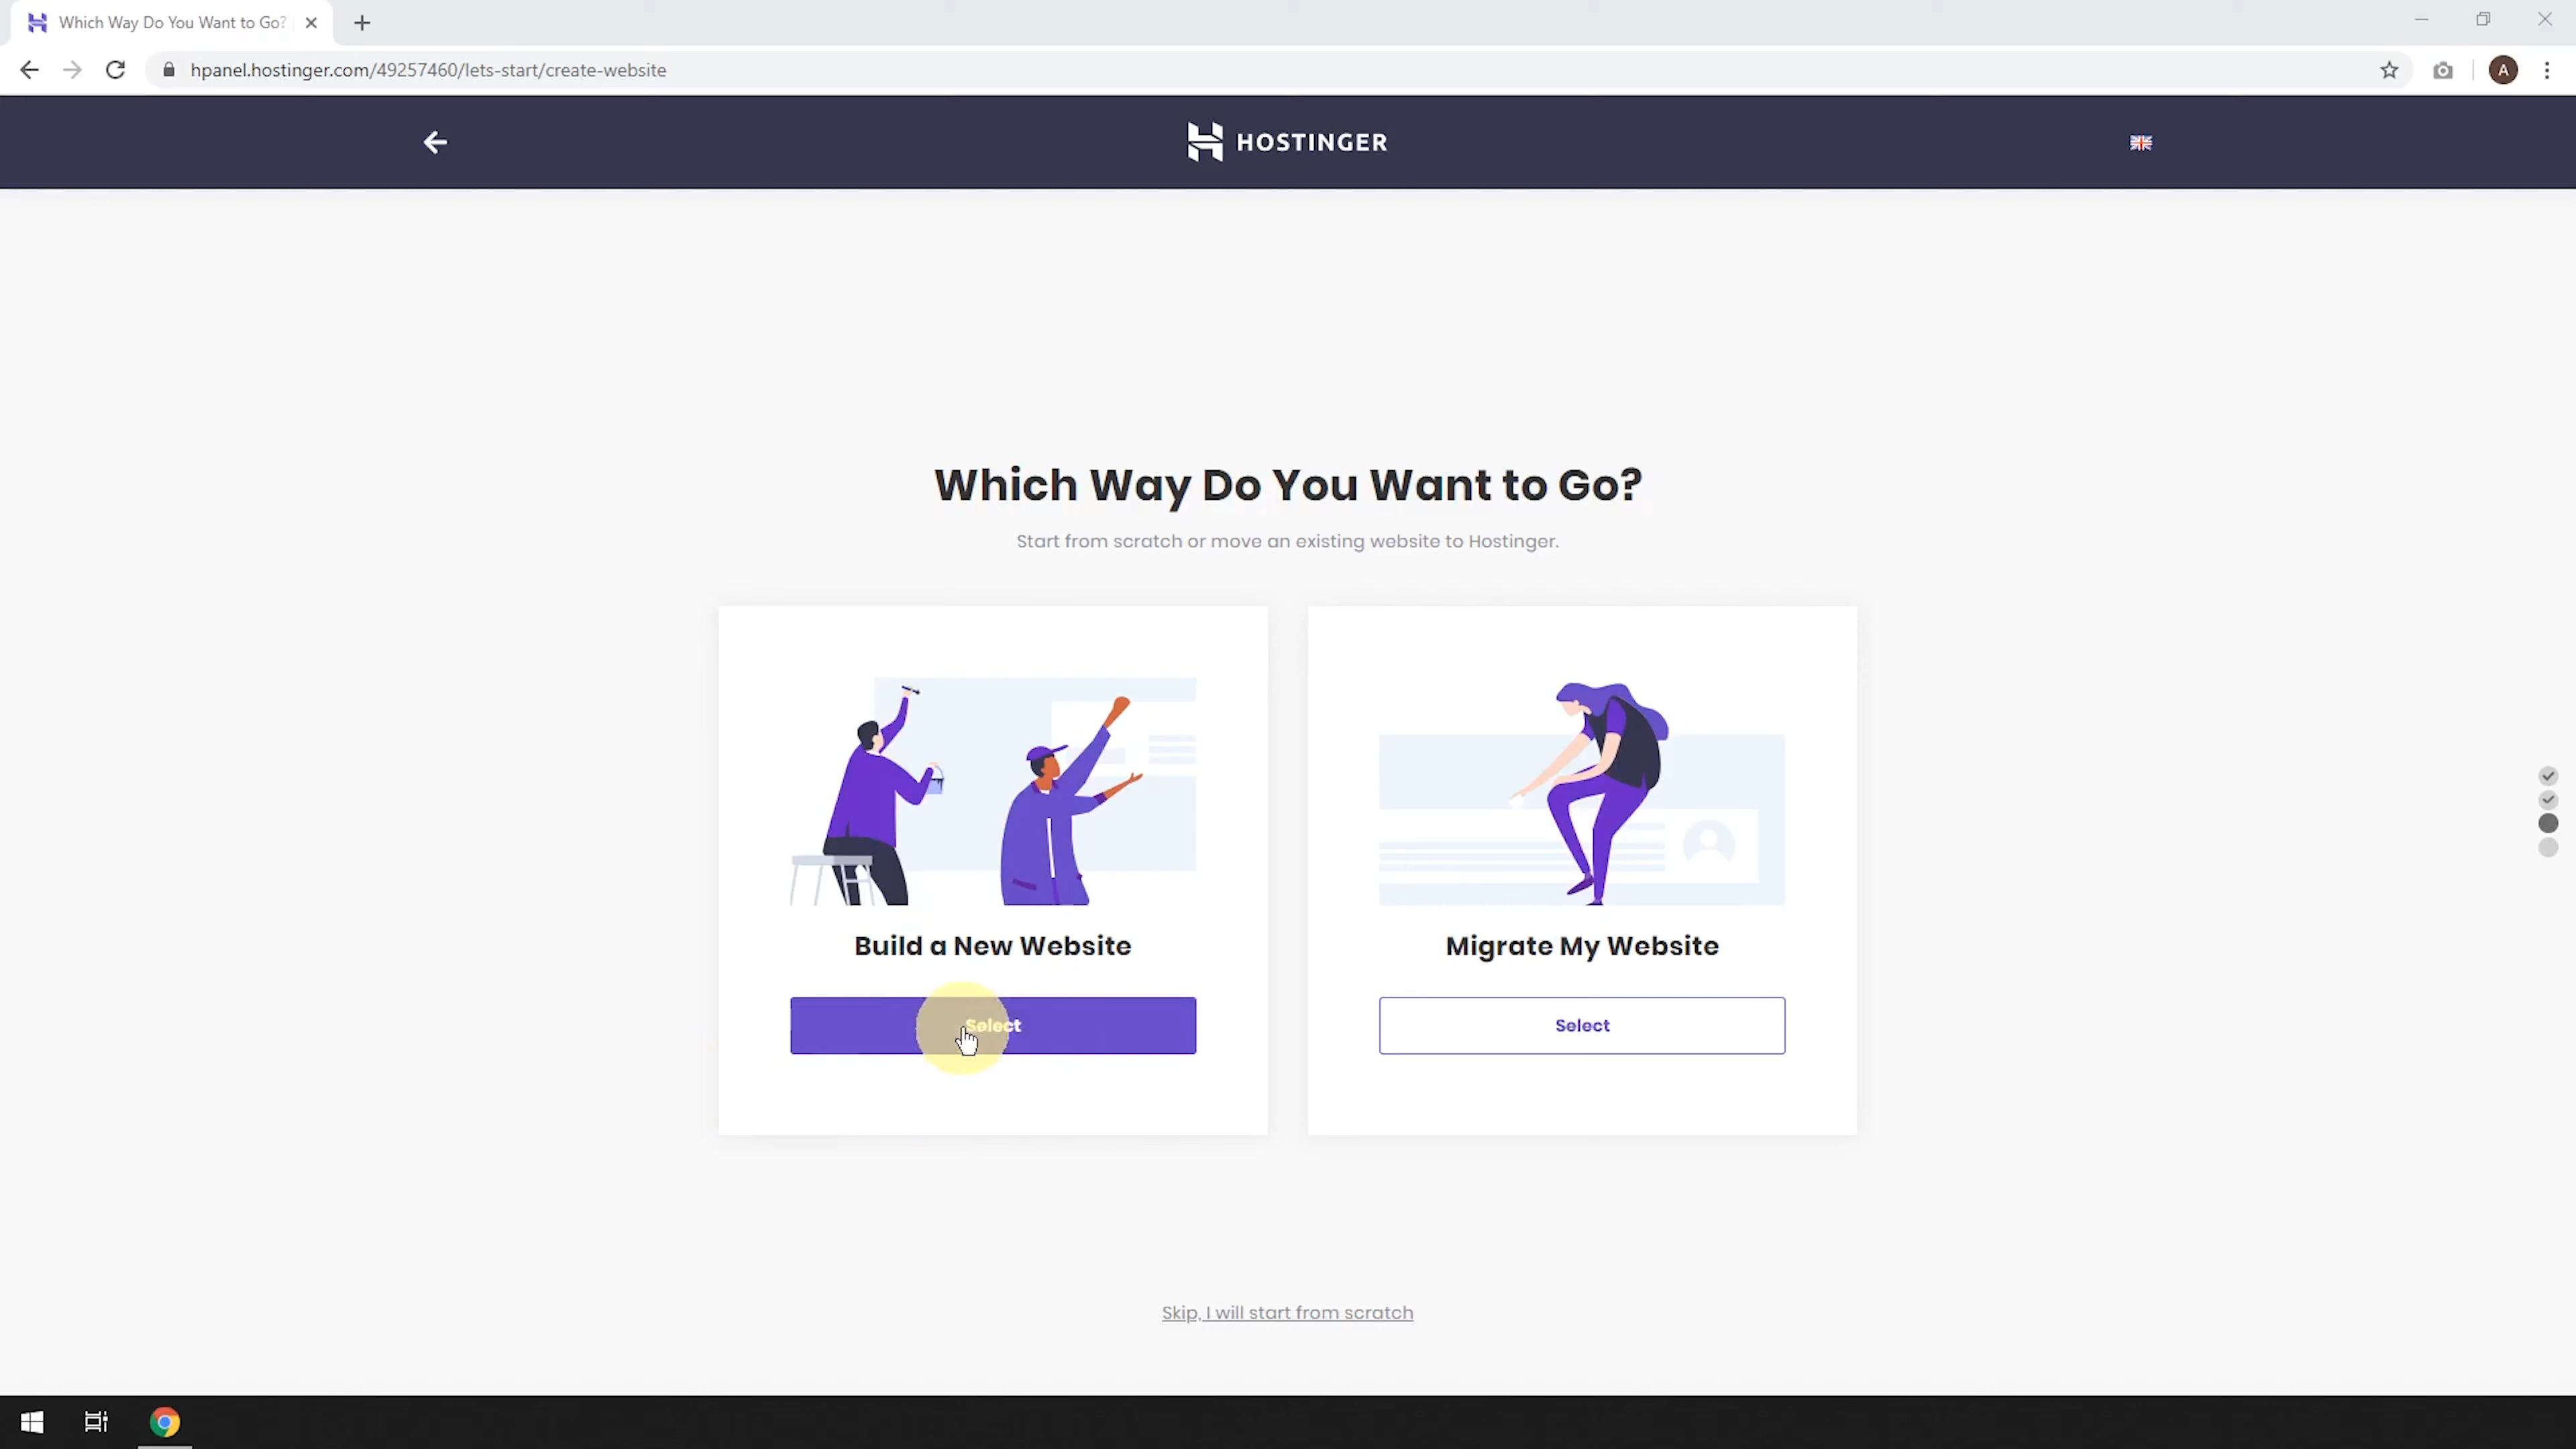 Which Way Do You Want to Go?
hpanel.hostinger.com/49257460/lets-start/create-website
A
HOSTINGER
Which Way Do You Want to Go?
Start from scratch or move an existing website to Hostinger.
Build a New Website
Migrate My Website
Select
Select
Skip, I will start from scratch